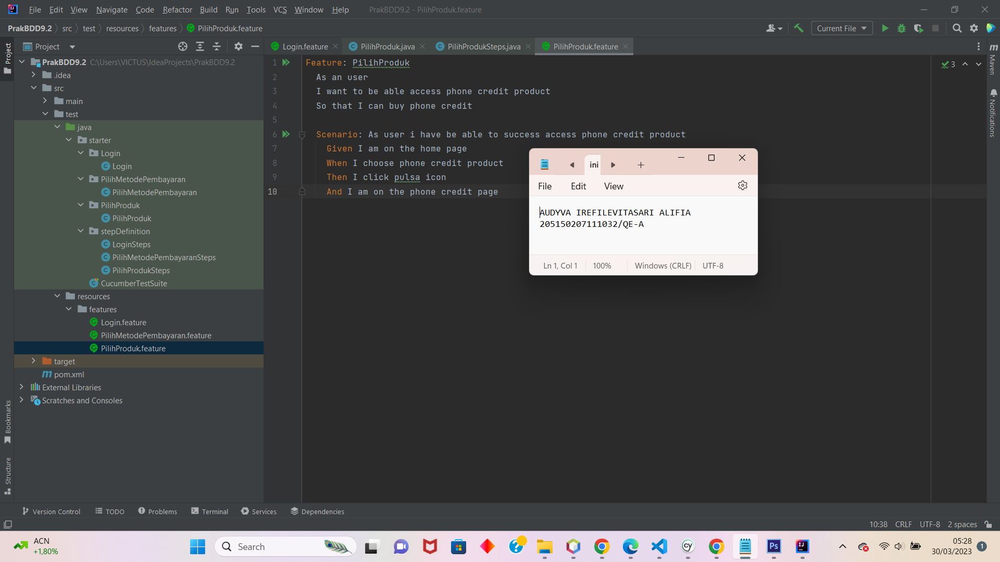 File Edit View Navigate Code Refactor Build Run Tools VCS Window Help PrakBDD9.2 - PilihProduk.feature
PrakBDD9.2 src test resources features PilihProduk.feature Current File
Project
Login.feature PilihProduk.java PilihProdukSteps.java PilihProduk.feature
Project
Bookmarks
Structure
PrakBDD9.2 C:\Users\VICTUS\IdeaProjects\PrakBDD9.2
.idea
src
main
test
java
starter
Login
Login
PilihMetodePembayaran
PilihMetodePembayaran
PilihProduk
PilihProduk
stepDefinition
LoginSteps
PilihMetodePembayaranSteps
PilihProdukSteps
CucumberTestSuite
resources
features
Login.feature
PilihMetodePembayaran.feature
PilihProduk.feature
target
pom.xml
External Libraries
Scratches and Consoles
1 Feature: PilihProduk
2 As an user
3 I want to be able access phone credit product
4 So that I can buy phone credit
5
6 Scenario: As user i have be able to success access phone credit product
7 Given I am on the home page
8 When I choose phone credit product
9 Then I click pulsa icon
10 And I am on the phone credit page
3
Maven
Notifications
ini
File Edit View
AUDYVA IREFILEVITASARI ALIFIA
205150207111032/QE-A
Ln 1, Col 1 100% Windows (CRLF) UTF-8
Version Control TODO Problems Terminal Services Dependencies
10:38 CRLF UTF-8 2 spaces
ACN
+1,80%
Search
cy
Ps
IJ
05:28
30/03/2023
1